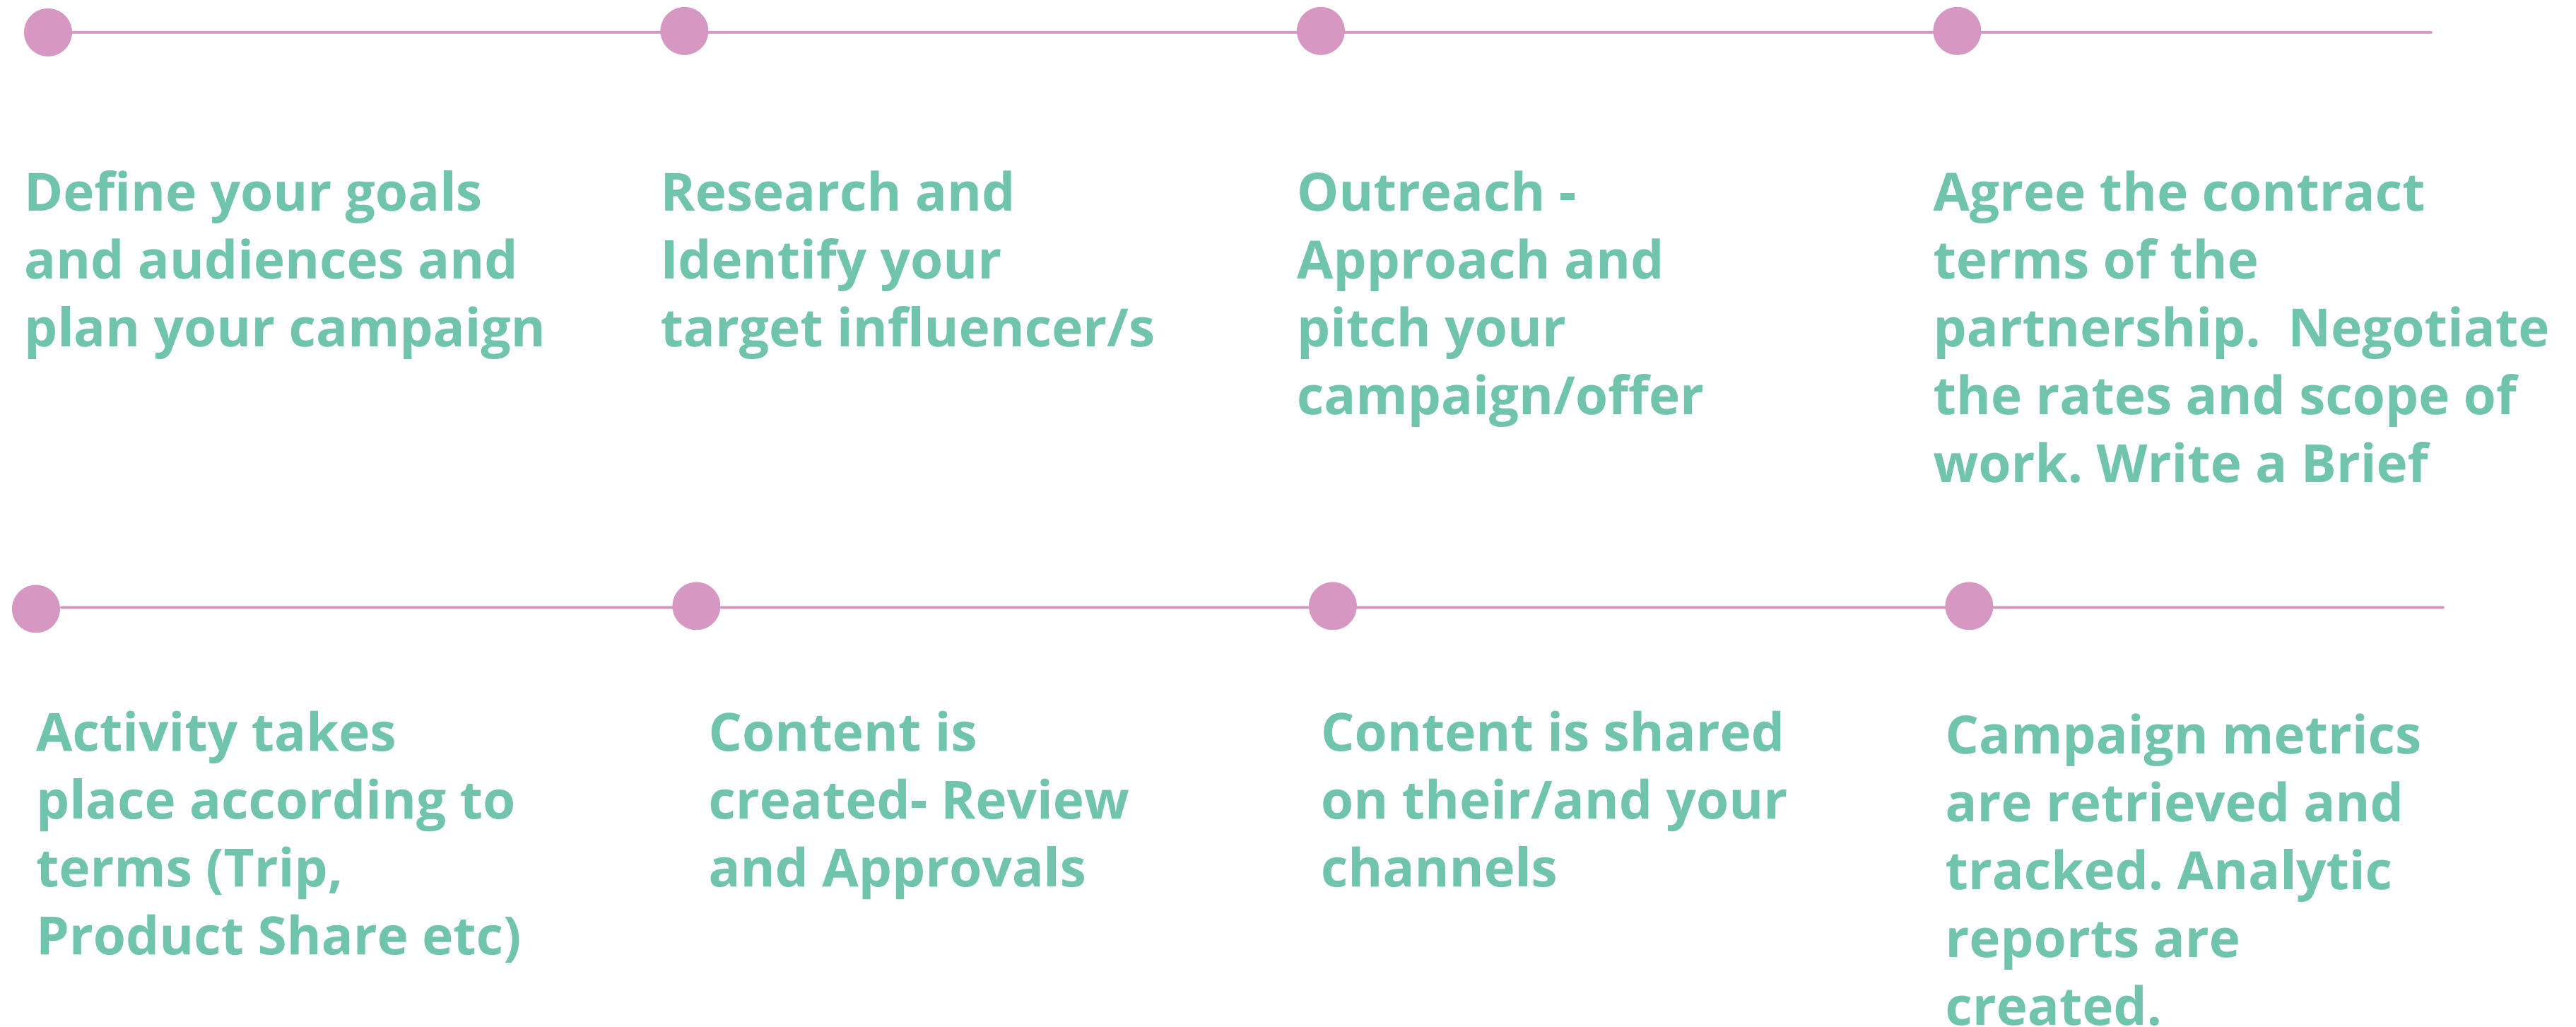 Define your goals
and audiences and
plan your campaign
Research and
Identify your
target influencer/s
Outreach -
Approach and
pitch your
campaign/offer
Agree the contract
terms of the
partnership.  Negotiate
the rates and scope of
work. Write a Brief
Activity takes
place according to
terms (Trip,
Product Share etc)
Content is
created- Review
and Approvals
Content is shared
on their/and your
channels
Campaign metrics
are retrieved and
tracked. Analytic
reports are
created.